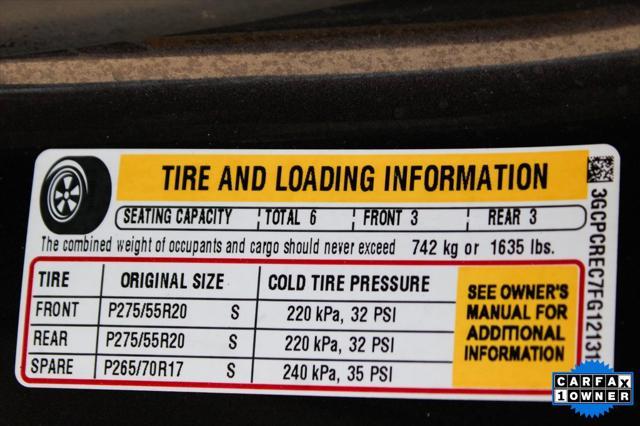 TIRE AND LOADING INFORMATION
SEATING CAPACITY TOTAL 6 FRONT 3 REAR 3
The combined weight of occupants and cargo should never exceed 742 kg or 1635 lbs.
TIRE ORIGINAL SIZE COLD TIRE PRESSURE
FRONT P275/55R20 S 220 kPa, 32 PSI
REAR P275/55R20 S 220 kPa, 32 PSI
SPARE P265/70R17 S 240 kPa, 35 PSI
SEE OWNER'S
MANUAL FOR
ADDITIONAL
INFORMATION
3GCPCREC7FG12131
CARFAX
1 OWNER